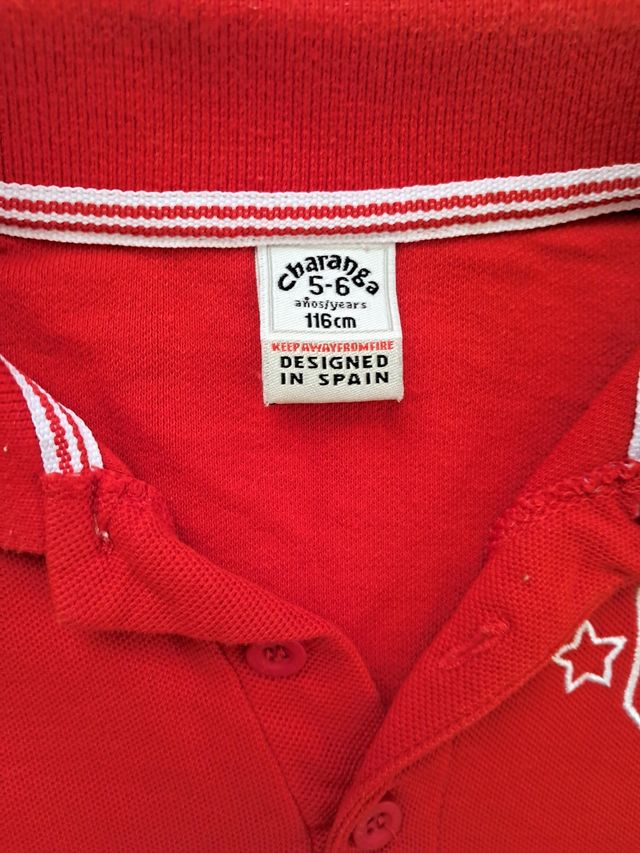 charanga
5-6
años/years
116cm
KEEPAWAYFROMFIRE
DESIGNED
IN SPAIN